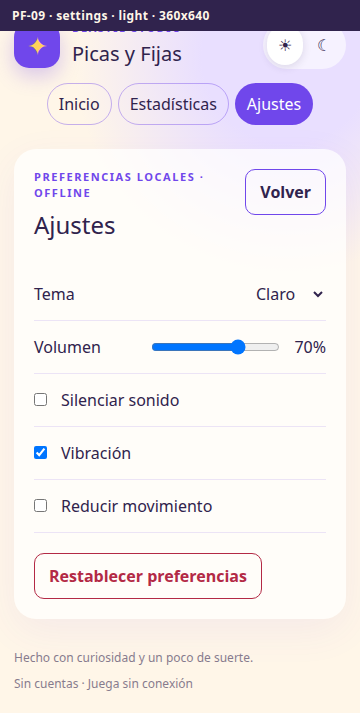 PF-09 · settings · light · 360x640
Picas y Fijas
Inicio
Estadísticas
Ajustes
PREFERENCIAS LOCALES ·
OFFLINE
Volver
Ajustes
Tema
Claro
Volumen
70%
Silenciar sonido
Vibración
Reducir movimiento
Restablecer preferencias
Hecho con curiosidad y un poco de suerte.
Sin cuentas · Juega sin conexión